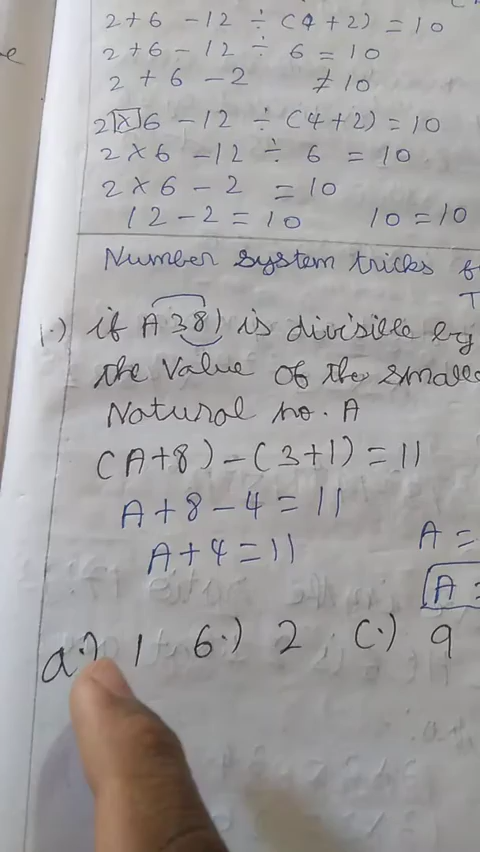 2+6 -12 ÷ (4+2) = 10
2+6 - 12 ÷ 6 = 10
2 + 6 - 2 ≠ 10
2×6 -12 ÷ (4+2) = 10
2×6 -12 ÷ 6 = 10
2×6 - 2 = 10
12-2 = 10 10 = 10
Number system tricks
1.) if A 381 is divisible by
the value of the smalle
Natural no. A
(A+8) - (3+1) = 11
A+8-4 = 11
A+4 = 11 A =
A =
a.) 1 6.) 2 c.) 9